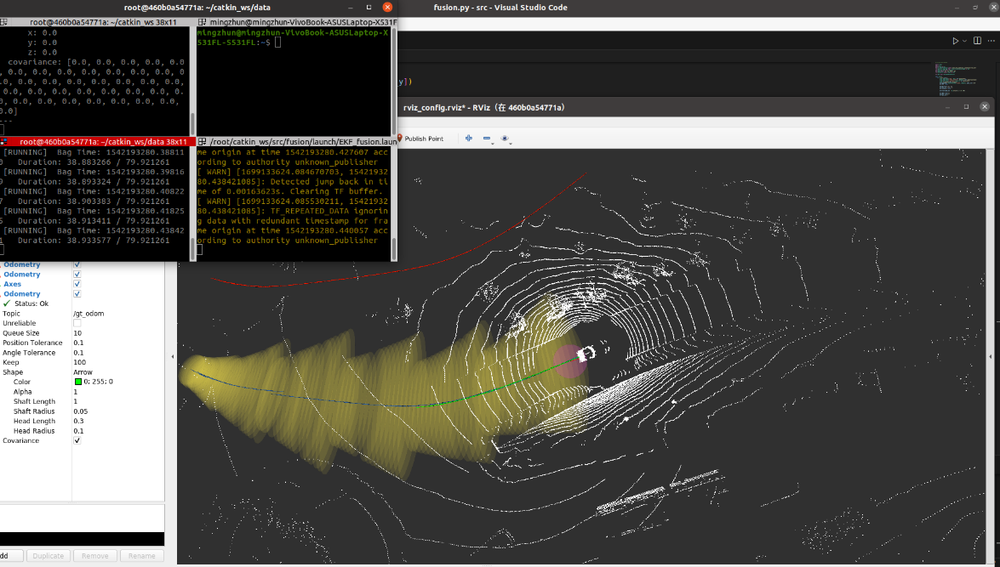 root@460b0a54771a: ~/catkin_ws/data
fusion.py - src - Visual Studio Code
root@460b0a54771a: ~/catkin_ws 38x11
mingzhun@mingzhun-VivoBook-ASUSLaptop-X531F
x: 0.0
y: 0.0
z: 0.0
covariance: [0.0, 0.0, 0.0, 0.0, 0.0
, 0.0, 0.0, 0.0, 0.0, 0.0, 0.0, 0.0,
.0, 0.0, 0.0, 0.0, 0.0, 0.0, 0.0, 0.
, 0.0, 0.0, 0.0, 0.0, 0.0, 0.0, 0.0,
0.0, 0.0, 0.0, 0.0, 0.0, 0.0, 0.0,
0.0]
---
mingzhun@mingzhun-VivoBook-ASUSLaptop-X
531FL-S531FL:~$
y])
rviz_config.rviz* - RViz（在 460b0a54771a）
Publish Point
root@460b0a54771a: ~/catkin_ws/data 38x11
/root/catkin_ws/src/fusion/launch/EKF_fusion.laun
[RUNNING] Bag Time: 1542193280.38811
Duration: 38.883266 / 79.921261
[RUNNING] Bag Time: 1542193280.39816
Duration: 38.893324 / 79.921261
[RUNNING] Bag Time: 1542193280.40822
Duration: 38.903383 / 79.921261
[RUNNING] Bag Time: 1542193280.41825
Duration: 38.913411 / 79.921261
[RUNNING] Bag Time: 1542193280.43842
Duration: 38.933577 / 79.921261
me origin at time 1542193280.427607 acc
ording to authority unknown_publisher
[ WARN] [1699133624.084670703, 15421932
80.438421085]: Detected jump back in ti
me of 0.00163623s. Clearing TF buffer.
[ WARN] [1699133624.085530211, 15421932
80.438421085]: TF_REPEATED_DATA ignorin
g data with redundant timestamp for fra
me origin at time 1542193280.440057 acc
ording to authority unknown_publisher
Odometry
Odometry
Axes
Odometry
Status: Ok
Topic /gt_odom
Unreliable
Queue Size 10
Position Tolerance 0.1
Angle Tolerance 0.1
Keep 100
Shape Arrow
Color 0; 255; 0
Alpha 1
Shaft Length 1
Shaft Radius 0.05
Head Length 0.3
Head Radius 0.1
Covariance
dd Duplicate Remove Rename